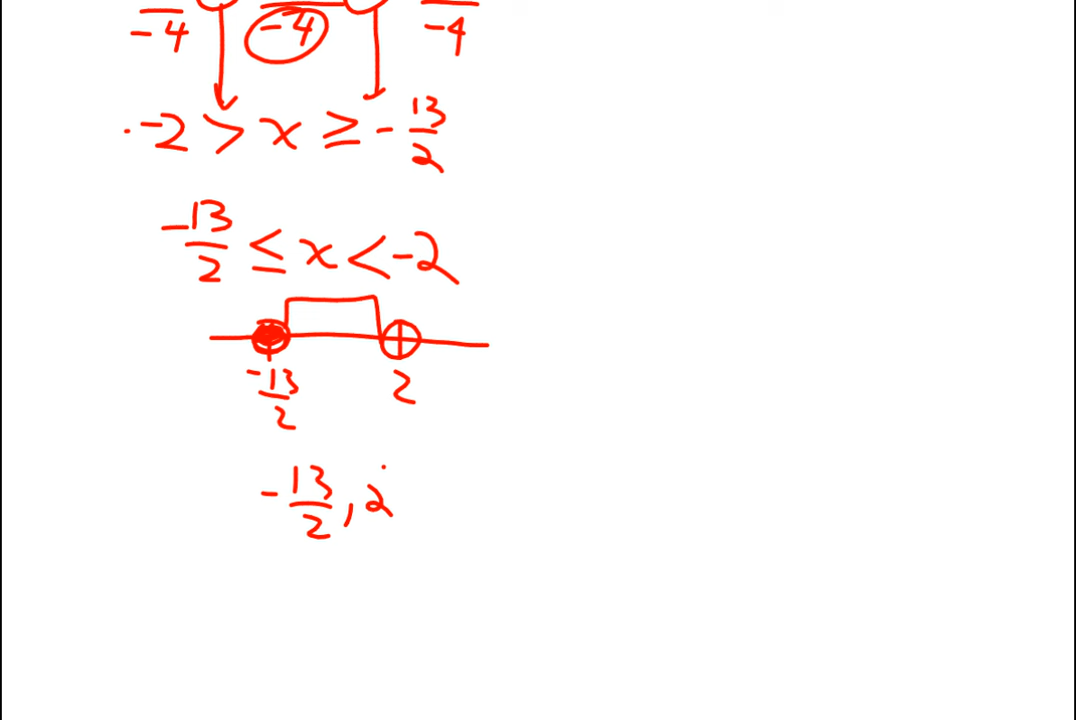 -4 -4 -4
-2 > x ≥ -13/2
-13/2 ≤ x < -2
-13/2 2
-13/2, 2